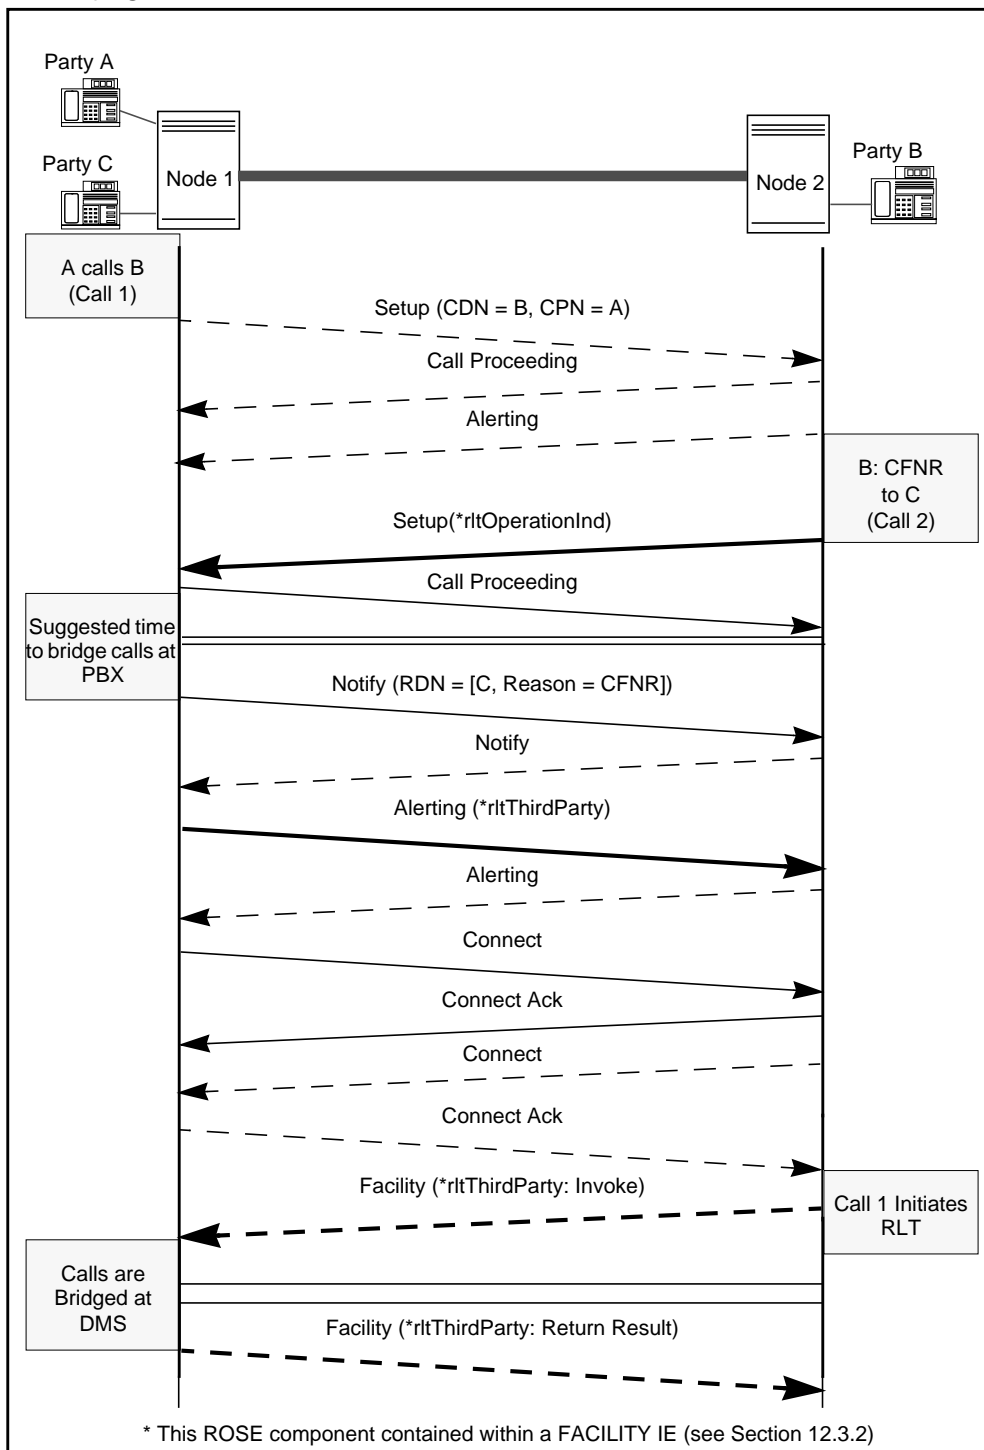 Party A
Party C
Node 1
Node 2
Party B
A calls B
(Call 1)
Setup (CDN = B, CPN = A)
Call Proceeding
Alerting
B: CFNR
to C
(Call 2)
Setup(*rltOperationInd)
Call Proceeding
Suggested time
to bridge calls at
PBX
Notify (RDN = [C, Reason = CFNR])
Notify
Alerting (*rltThirdParty)
Alerting
Connect
Connect Ack
Connect
Connect Ack
Facility (*rltThirdParty: Invoke)
Call 1 Initiates
RLT
Calls are
Bridged at
DMS
Facility (*rltThirdParty: Return Result)
* This ROSE component contained within a FACILITY IE (see Section 12.3.2)